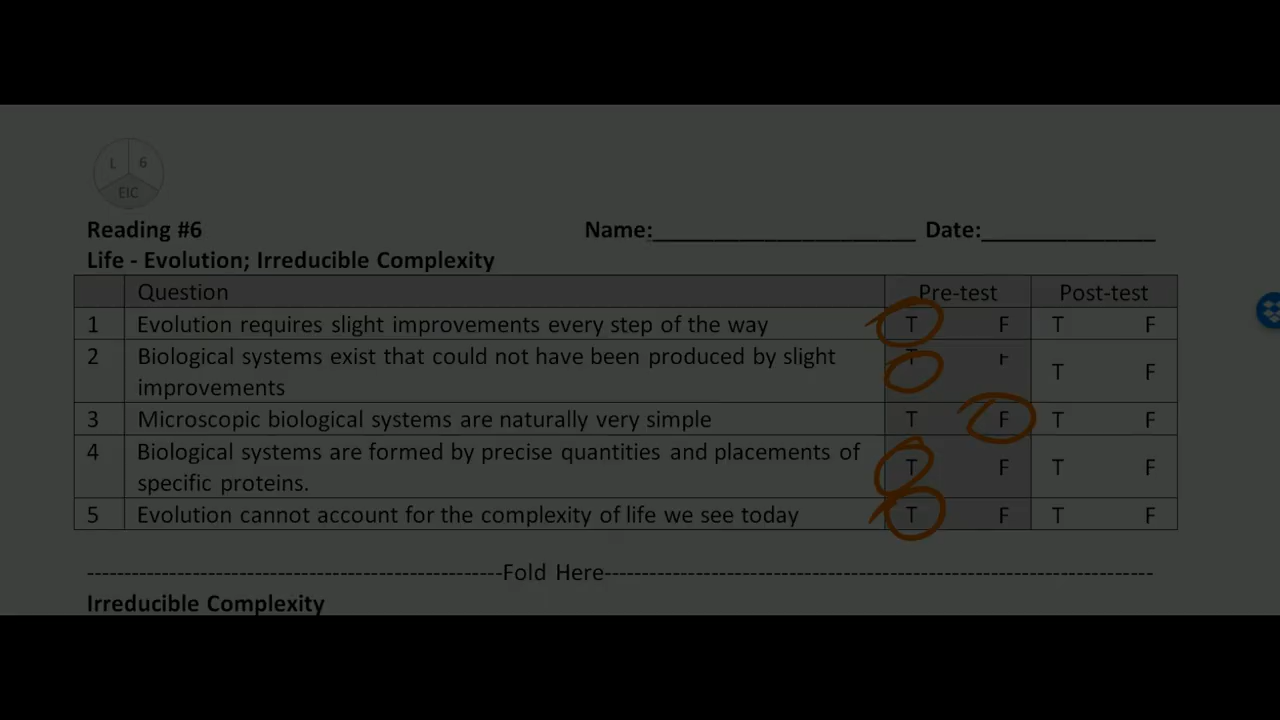 L 6
EIC
Reading #6 Name:_____________________ Date:______________
Life - Evolution; Irreducible Complexity
Question Pre-test Post-test
1 Evolution requires slight improvements every step of the way T F T F
2 Biological systems exist that could not have been produced by slight T F
improvements T F
3 Microscopic biological systems are naturally very simple T F T F
4 Biological systems are formed by precise quantities and placements of
specific proteins. T F T F
5 Evolution cannot account for the complexity of life we see today T F T F
--------------------------------------------------Fold Here------------------------------------------------------------------
Irreducible Complexity